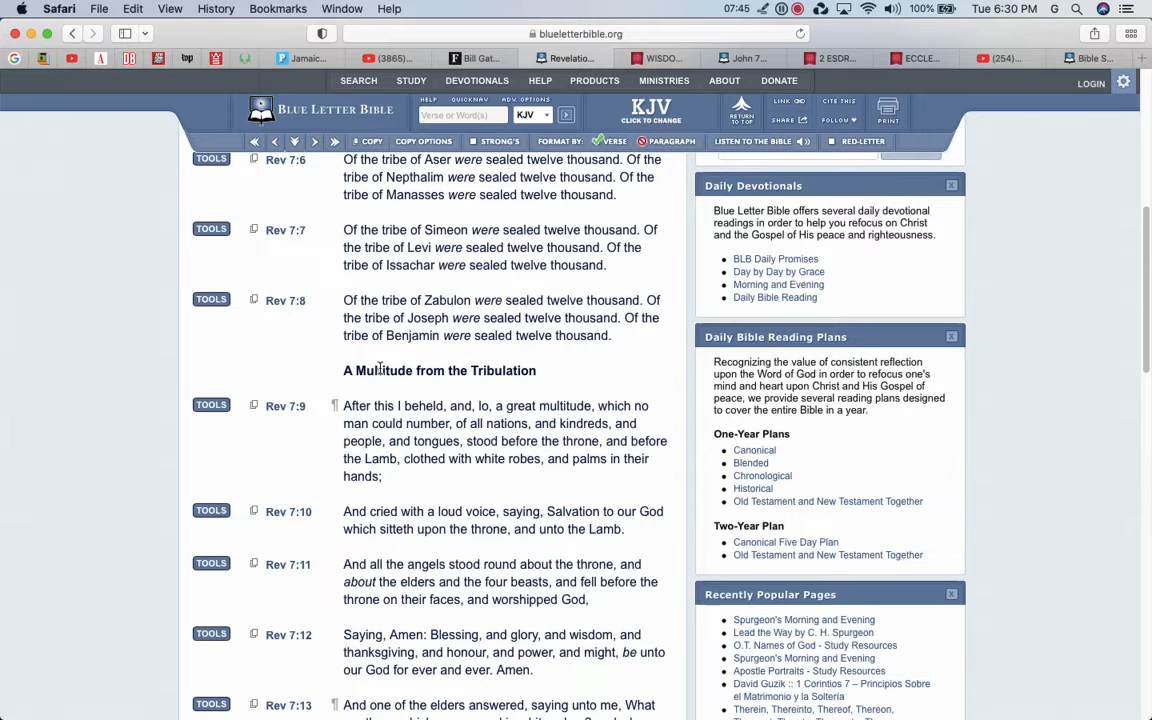 Safari File Edit View History Bookmarks Window Help 07:45 100% Tue 6:30 PM G
blueletterbible.org
Jamaic... (3865)... Bill Gat... Revelatio... WISDO... John 7... 2 ESDR... ECCLE... (254)... Bible S...
SEARCH STUDY DEVOTIONALS HELP PRODUCTS MINISTRIES ABOUT DONATE LOGIN
BLUE LETTER BIBLE
HELP QUICKNAV ADV. OPTIONS
Verse or Word(s) KJV
KJV
CLICK TO CHANGE
RETURN TO TOP
LINK CITE THIS
SHARE FOLLOW PRINT
COPY COPY OPTIONS STRONG'S FORMAT BY: VERSE PARAGRAPH LISTEN TO THE BIBLE RED-LETTER
TOOLS Rev 7:6 Of the tribe of Aser were sealed twelve thousand. Of the
tribe of Nepthalim were sealed twelve thousand. Of the
tribe of Manasses were sealed twelve thousand.
TOOLS Rev 7:7 Of the tribe of Simeon were sealed twelve thousand. Of
the tribe of Levi were sealed twelve thousand. Of the
tribe of Issachar were sealed twelve thousand.
TOOLS Rev 7:8 Of the tribe of Zabulon were sealed twelve thousand. Of
the tribe of Joseph were sealed twelve thousand. Of the
tribe of Benjamin were sealed twelve thousand.
A Multitude from the Tribulation
TOOLS Rev 7:9 ¶ After this I beheld, and, lo, a great multitude, which no
man could number, of all nations, and kindreds, and
people, and tongues, stood before the throne, and before
the Lamb, clothed with white robes, and palms in their
hands;
TOOLS Rev 7:10 And cried with a loud voice, saying, Salvation to our God
which sitteth upon the throne, and unto the Lamb.
TOOLS Rev 7:11 And all the angels stood round about the throne, and
about the elders and the four beasts, and fell before the
throne on their faces, and worshipped God,
TOOLS Rev 7:12 Saying, Amen: Blessing, and glory, and wisdom, and
thanksgiving, and honour, and power, and might, be unto
our God for ever and ever. Amen.
TOOLS Rev 7:13 ¶ And one of the elders answered, saying unto me, What
Daily Devotionals
Blue Letter Bible offers several daily devotional
readings in order to help you refocus on Christ
and the Gospel of His peace and righteousness.
BLB Daily Promises
Day by Day by Grace
Morning and Evening
Daily Bible Reading
Daily Bible Reading Plans
Recognizing the value of consistent reflection
upon the Word of God in order to refocus one's
mind and heart upon Christ and His Gospel of
peace, we provide several reading plans designed
to cover the entire Bible in a year.
One-Year Plans
Canonical
Blended
Chronological
Historical
Old Testament and New Testament Together
Two-Year Plan
Canonical Five Day Plan
Old Testament and New Testament Together
Recently Popular Pages
Spurgeon's Morning and Evening
Lead the Way by C. H. Spurgeon
O.T. Names of God - Study Resources
Spurgeon's Morning and Evening
Apostle Portraits - Study Resources
David Guzik :: 1 Corintios 7 – Principios Sobre
el Matrimonio y la Soltería
Therein, Thereinto, Thereof, Thereon,